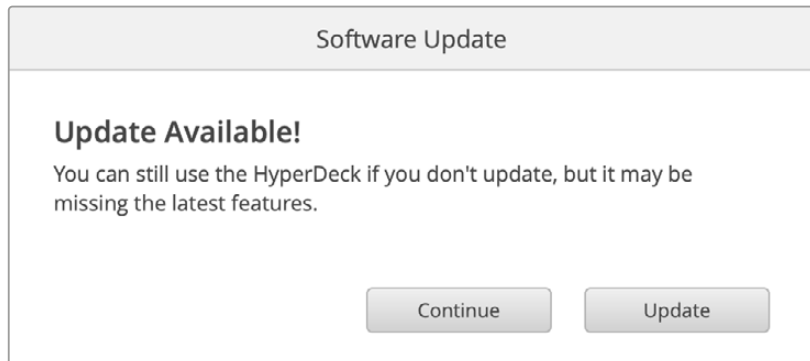 Software Update
Update Available!
You can still use the HyperDeck if you don't update, but it may be
missing the latest features.
Continue
Update